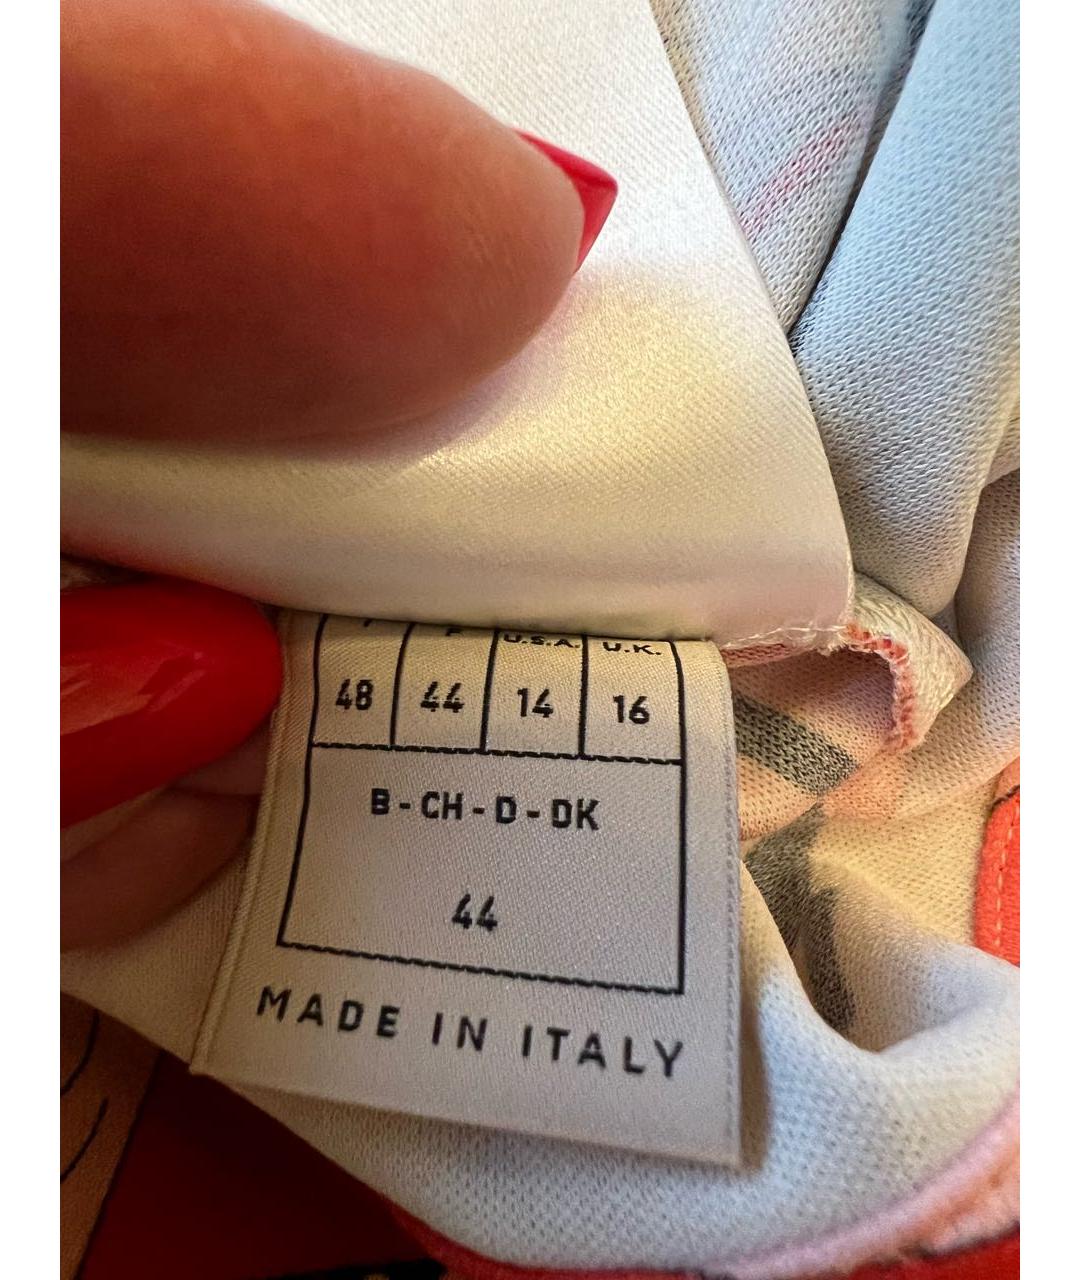 F U.S.A. U.K.
48 44 14 16
B - CH - D - DK
44
MADE IN ITALY